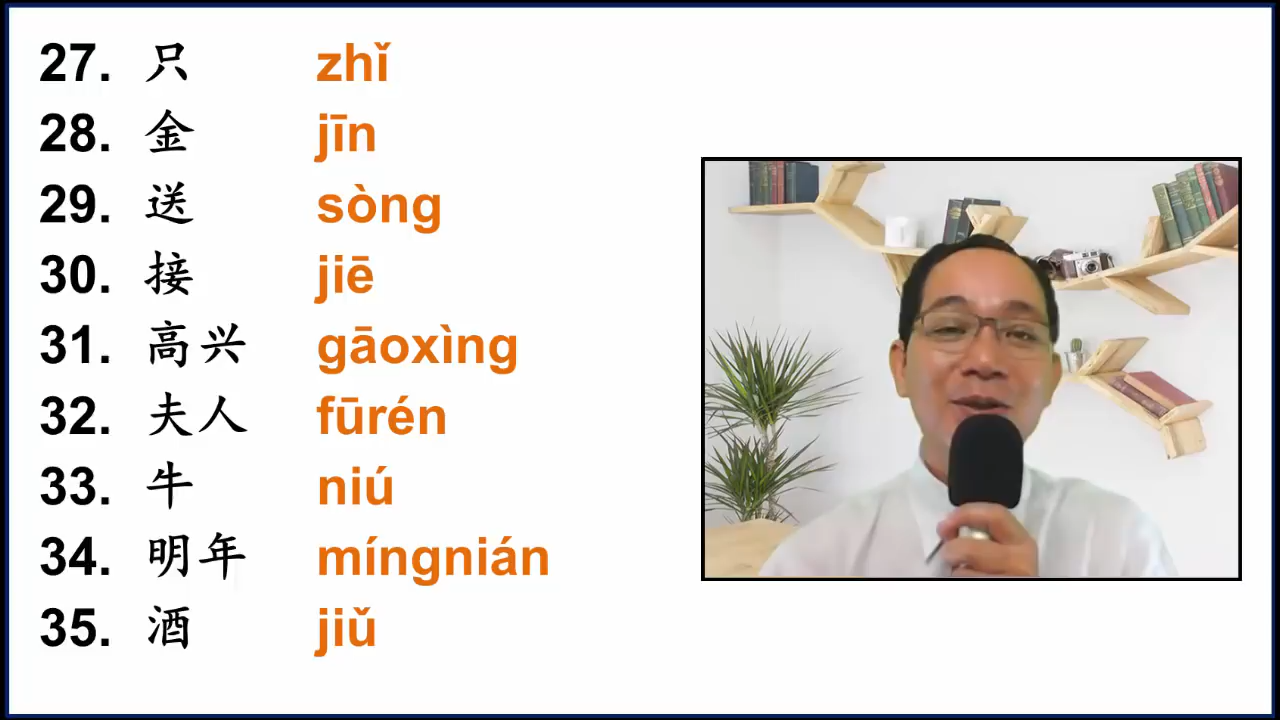 27. 只 zhǐ
28. 金 jīn
29. 送 sòng
30. 接 jiē
31. 高兴 gāoxìng
32. 夫人 fūrén
33. 牛 niú
34. 明年 míngnián
35. 酒 jiǔ